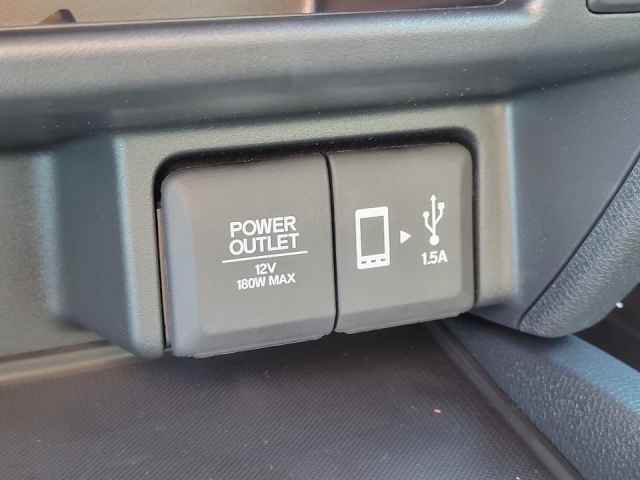 POWER
OUTLET
12V
180W MAX
1.5A